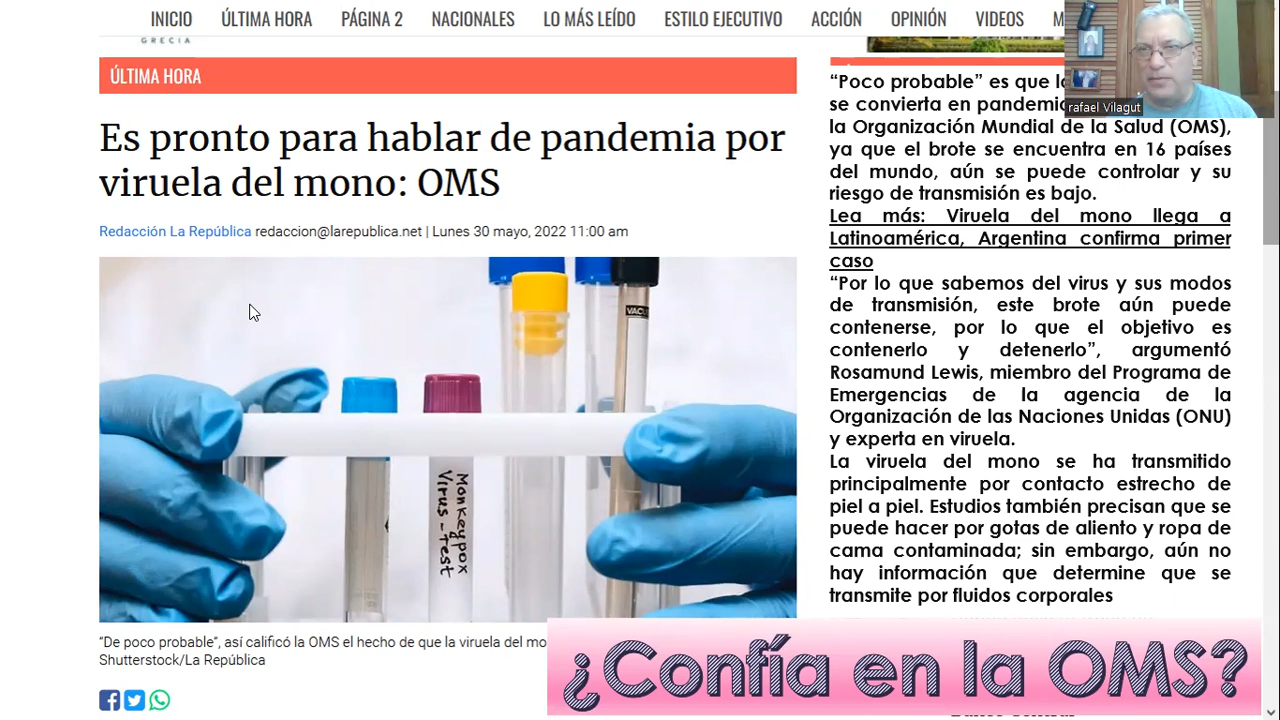 INICIO ÚLTIMA HORA PÁGINA 2 NACIONALES LO MÁS LEÍDO ESTILO EJECUTIVO ACCIÓN OPINIÓN VIDEOS
GRECIA
ÚLTIMA HORA
Es pronto para hablar de pandemia por
viruela del mono: OMS
Redacción La República redaccion@larepublica.net | Lunes 30 mayo, 2022 11:00 am
Monkeypox
Virus - test
“De poco probable”, así calificó la OMS el hecho de que la viruela del
Shutterstock/La República
“Poco probable” es que
se convierta en pandemia
la Organización Mundial de la Salud (OMS),
ya que el brote se encuentra en 16 países
del mundo, aún se puede controlar y su
riesgo de transmisión es bajo.
Lea más: Viruela del mono llega a
Latinoamérica, Argentina confirma primer
caso
“Por lo que sabemos del virus y sus modos
de transmisión, este brote aún puede
contenerse, por lo que el objetivo es
contenerlo y detenerlo”, argumentó
Rosamund Lewis, miembro del Programa de
Emergencias de la agencia de la
Organización de las Naciones Unidas (ONU)
y experta en viruela.
La viruela del mono se ha transmitido
principalmente por contacto estrecho de
piel a piel. Estudios también precisan que se
puede hacer por gotas de aliento y ropa de
cama contaminada; sin embargo, aún no
hay información que determine que se
transmite por fluidos corporales
rafael Vilagut
¿Confía en la OMS?